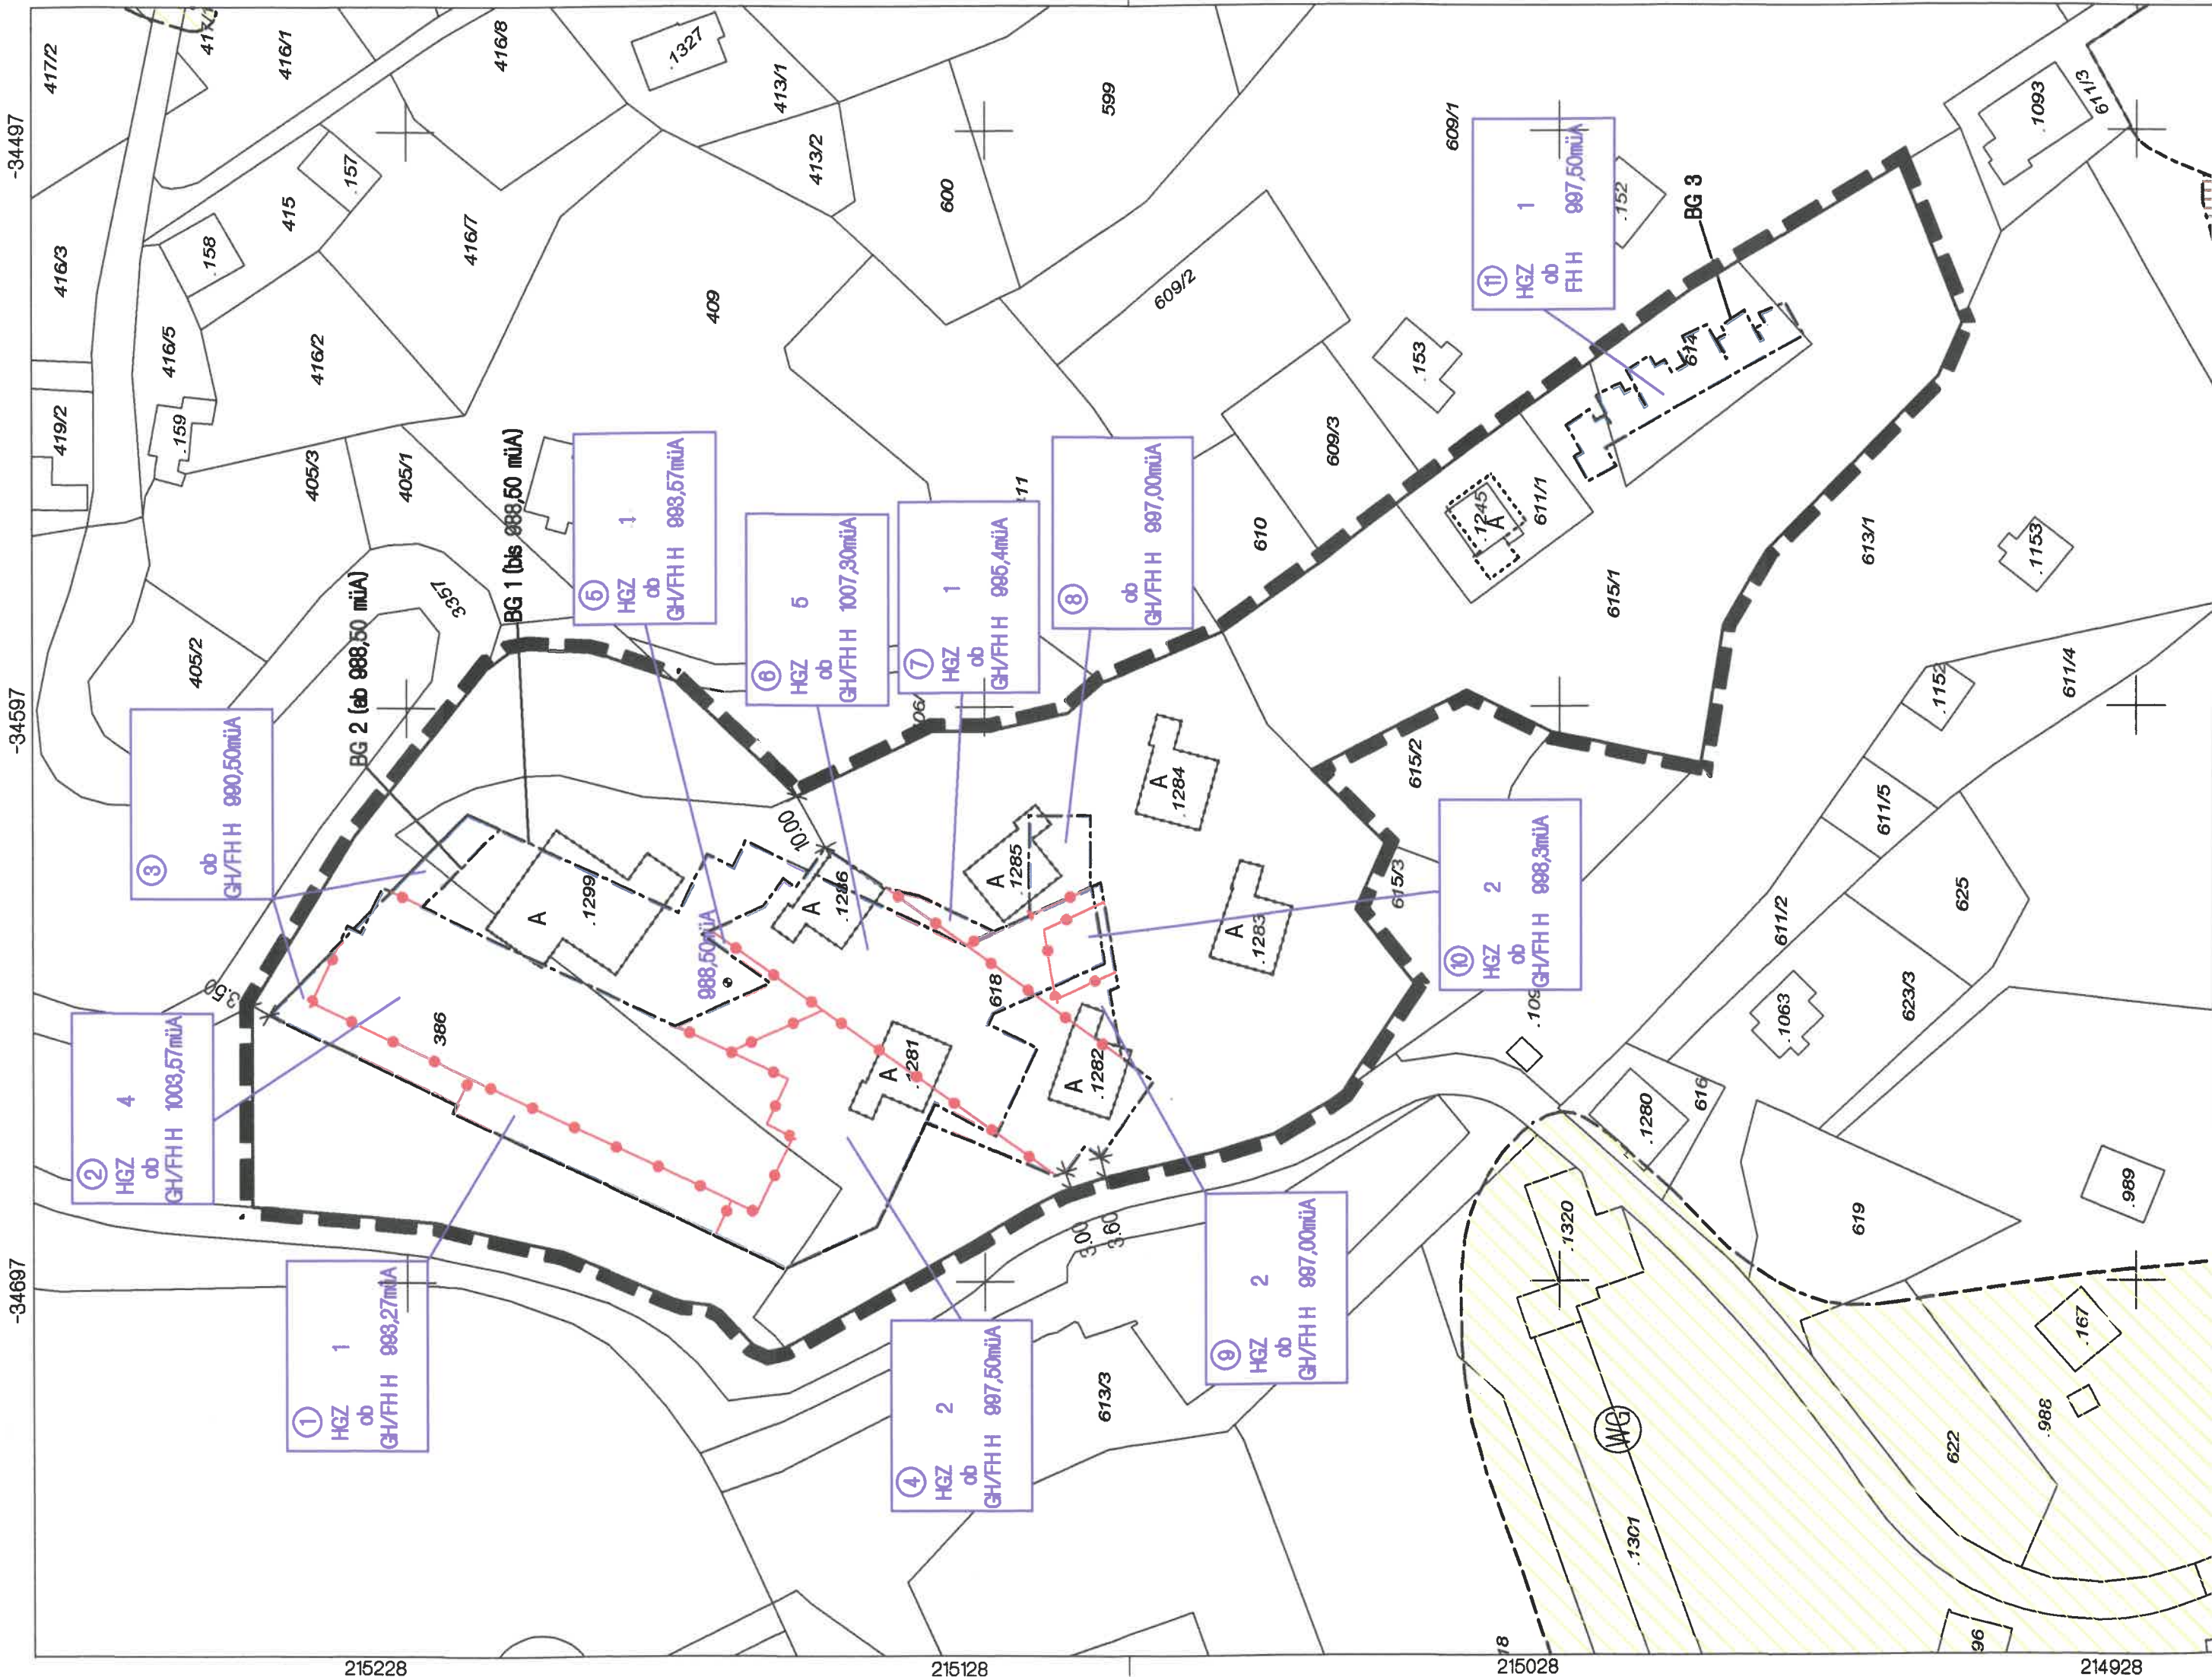 -34497
-34597
-34697
215228
215128
215028
214928
417/2
416/1
416/8
.1327
413/1
413/2
599
600
609/1
.1093
611/3
416/3
.158
415
.157
416/7
409
609/2
.152
BG 3
419/2
416/5
.159
416/2
405/3
405/1
.153
609/3
614
405/2
3357
BG 2 (ab 988,50 müA)
BG 1 (bis 988,50 müA)
610
.1245
A
611/1
615/1
613/1
.1153
.1152
611/4
615/2
615/3
611/5
611/2
625
623/3
.1063
616
.1280
619
.989
.167
.988
622
.1320
.1301
WG
613/3
386
618
A
.1299
A
.1286
A
.1285
A
.1284
A
.1283
A
.1282
A
.1281
988,50müA
10.00
3.50
3.00
3.60
①
HGZ 1
ob
GH/FH H 993,27müA
②
HGZ 4
ob
GH/FH H 1003,57müA
③
ob
GH/FH H 990,50müA
④
HGZ 2
ob
GH/FH H 997,50müA
⑤
HGZ 1
ob
GH/FH H 993,57müA
⑥
HGZ 5
ob
GH/FH H 1007,30müA
⑦
HGZ 1
ob
GH/FH H 995,4müA
⑧
ob
GH/FH H 997,00müA
⑨
HGZ 2
ob
GH/FH H 997,00müA
⑩
HGZ 2
ob
GH/FH H 998,3müA
⑪
HGZ 1
ob
FH H 997,50müA